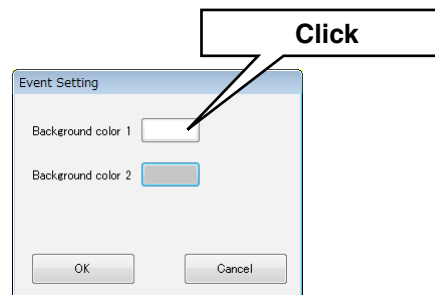 Click
Event Setting
Background color 1
Background color 2
OK
Cancel